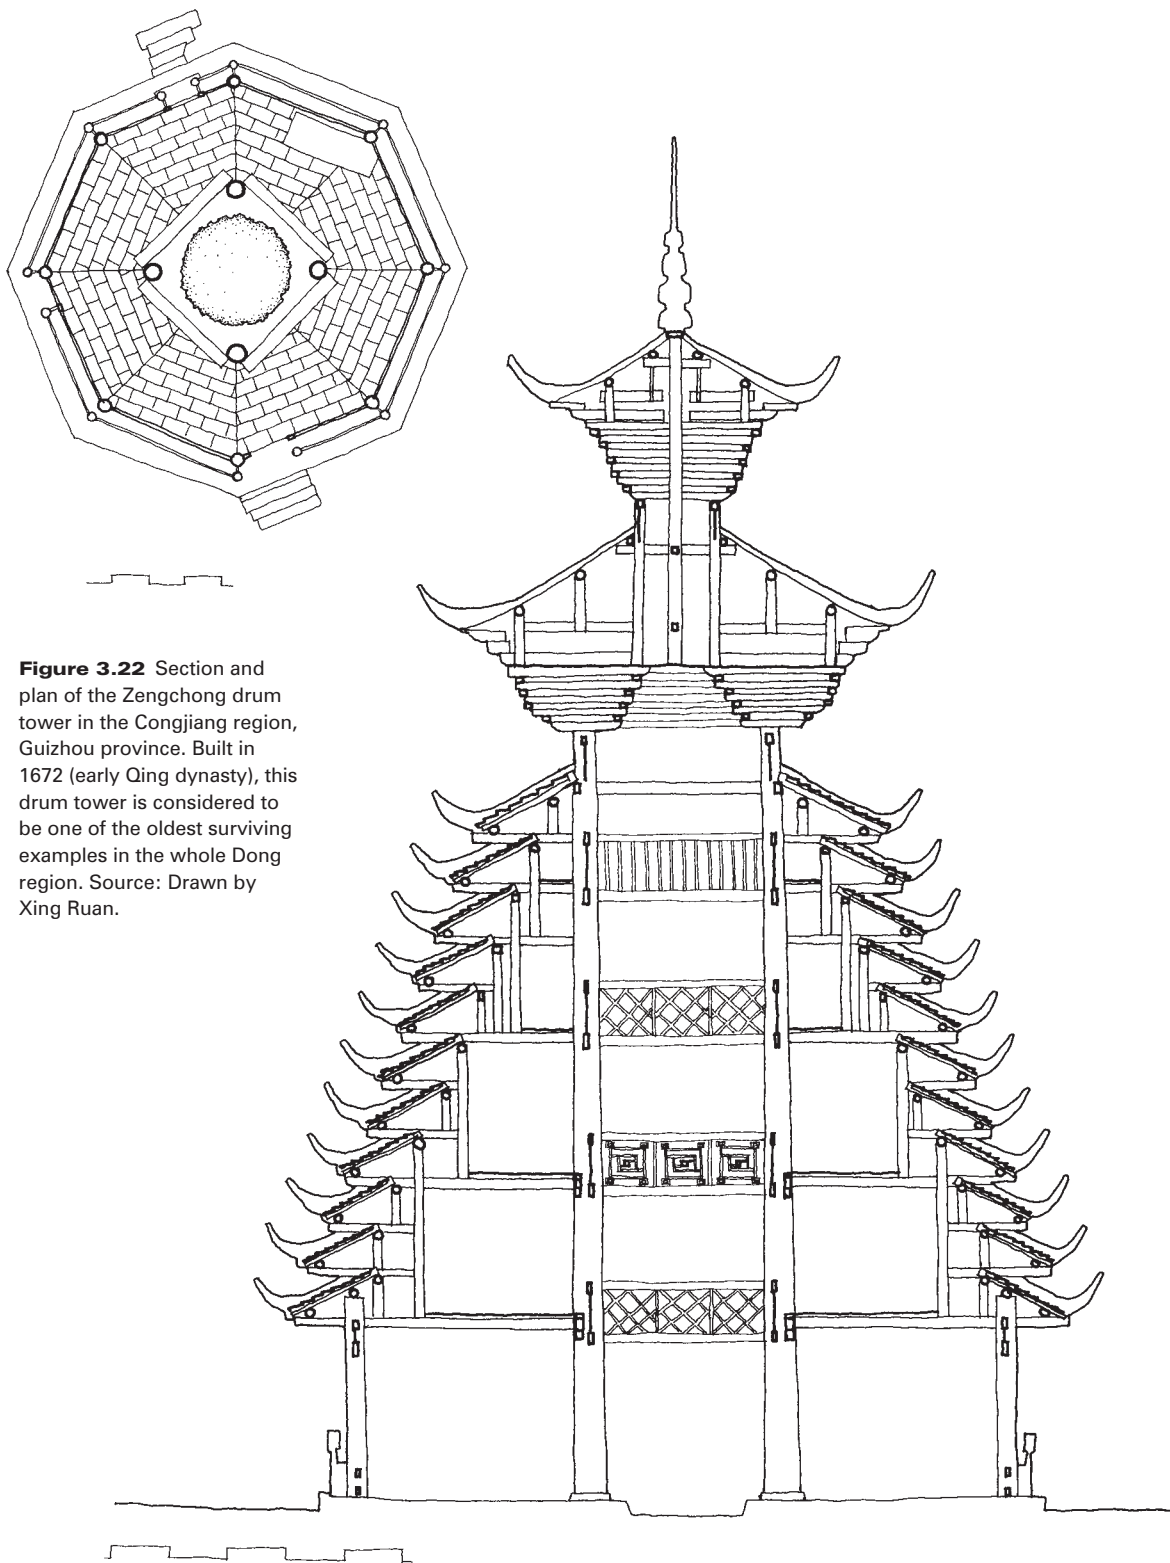 Figure 3.22 Section and
plan of the Zengchong drum
tower in the Congjiang region,
Guizhou province. Built in
1672 (early Qing dynasty), this
drum tower is considered to
be one of the oldest surviving
examples in the whole Dong
region. Source: Drawn by
Xing Ruan.